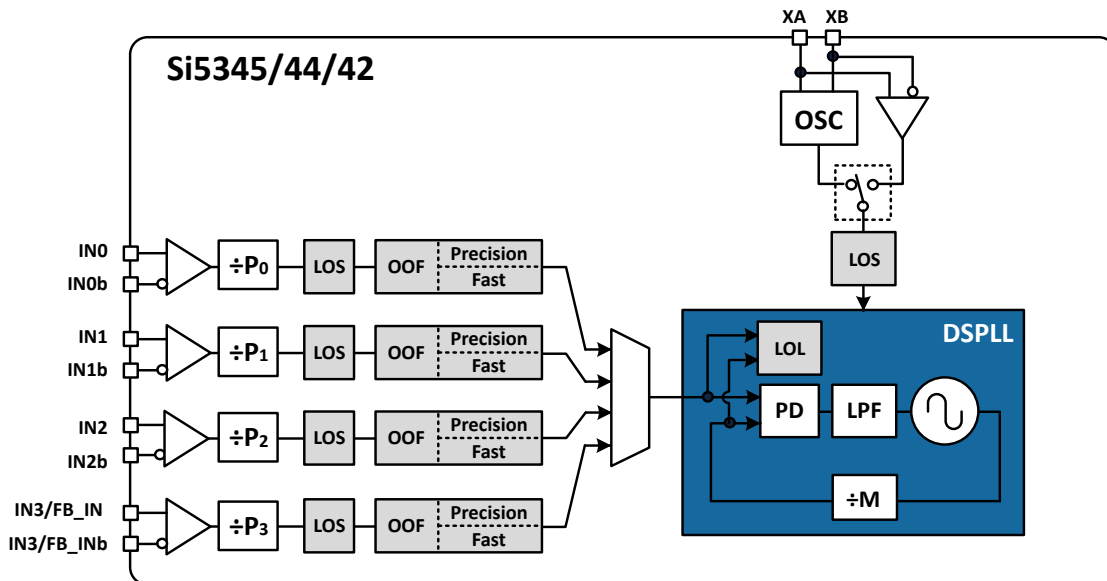 XA XB
Si5345/44/42
OSC
IN0
IN0b
÷P0
LOS
OOF
Precision
Fast
LOS
IN1
IN1b
÷P1
LOS
OOF
Precision
Fast
DSPLL
LOL
PD
LPF
IN2
IN2b
÷P2
LOS
OOF
Precision
Fast
÷M
IN3/FB_IN
IN3/FB_INb
÷P3
LOS
OOF
Precision
Fast